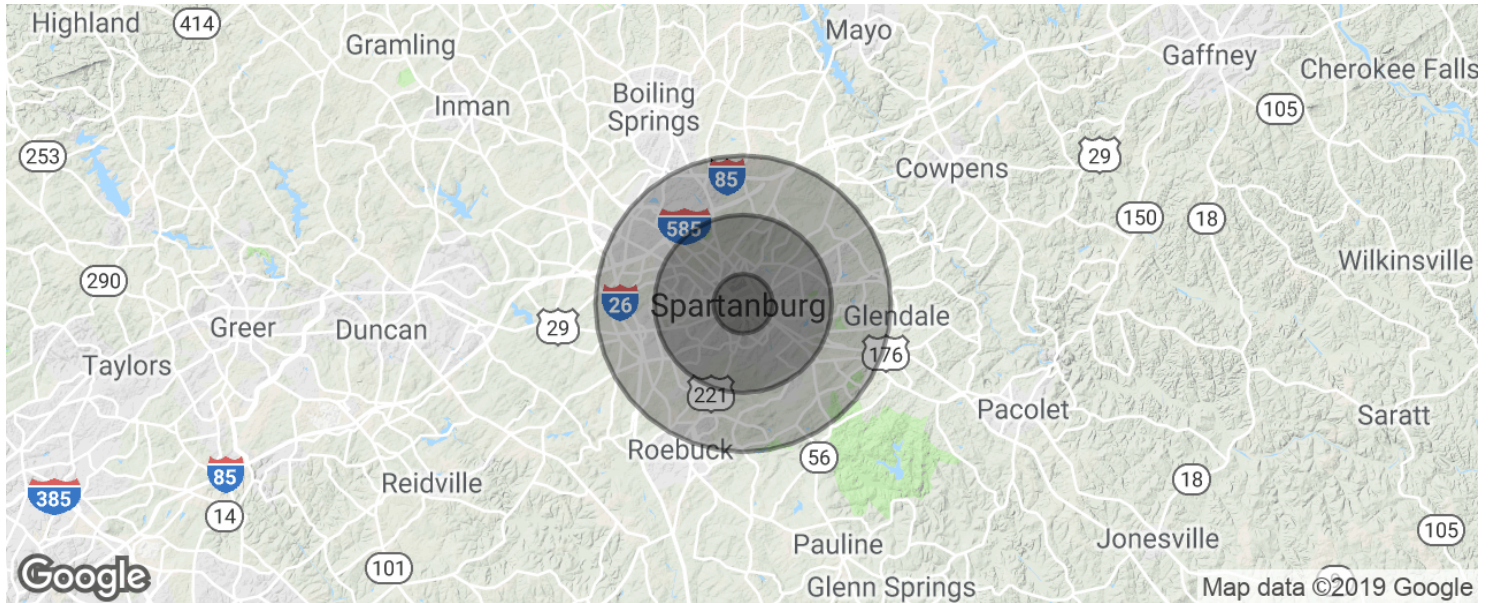 Highland
414
Gramling
Mayo
Gaffney
Cherokee Falls
Inman
Boiling
Springs
105
253
29
Cowpens
85
150
18
585
290
Wilkinsville
26
Spartanburg
Glendale
29
Greer
Duncan
176
Taylors
221
Pacolet
Saratt
Roebuck
56
85
385
Reidville
18
14
105
Pauline
Jonesville
101
Google
Glenn Springs
Map data ©2019 Google